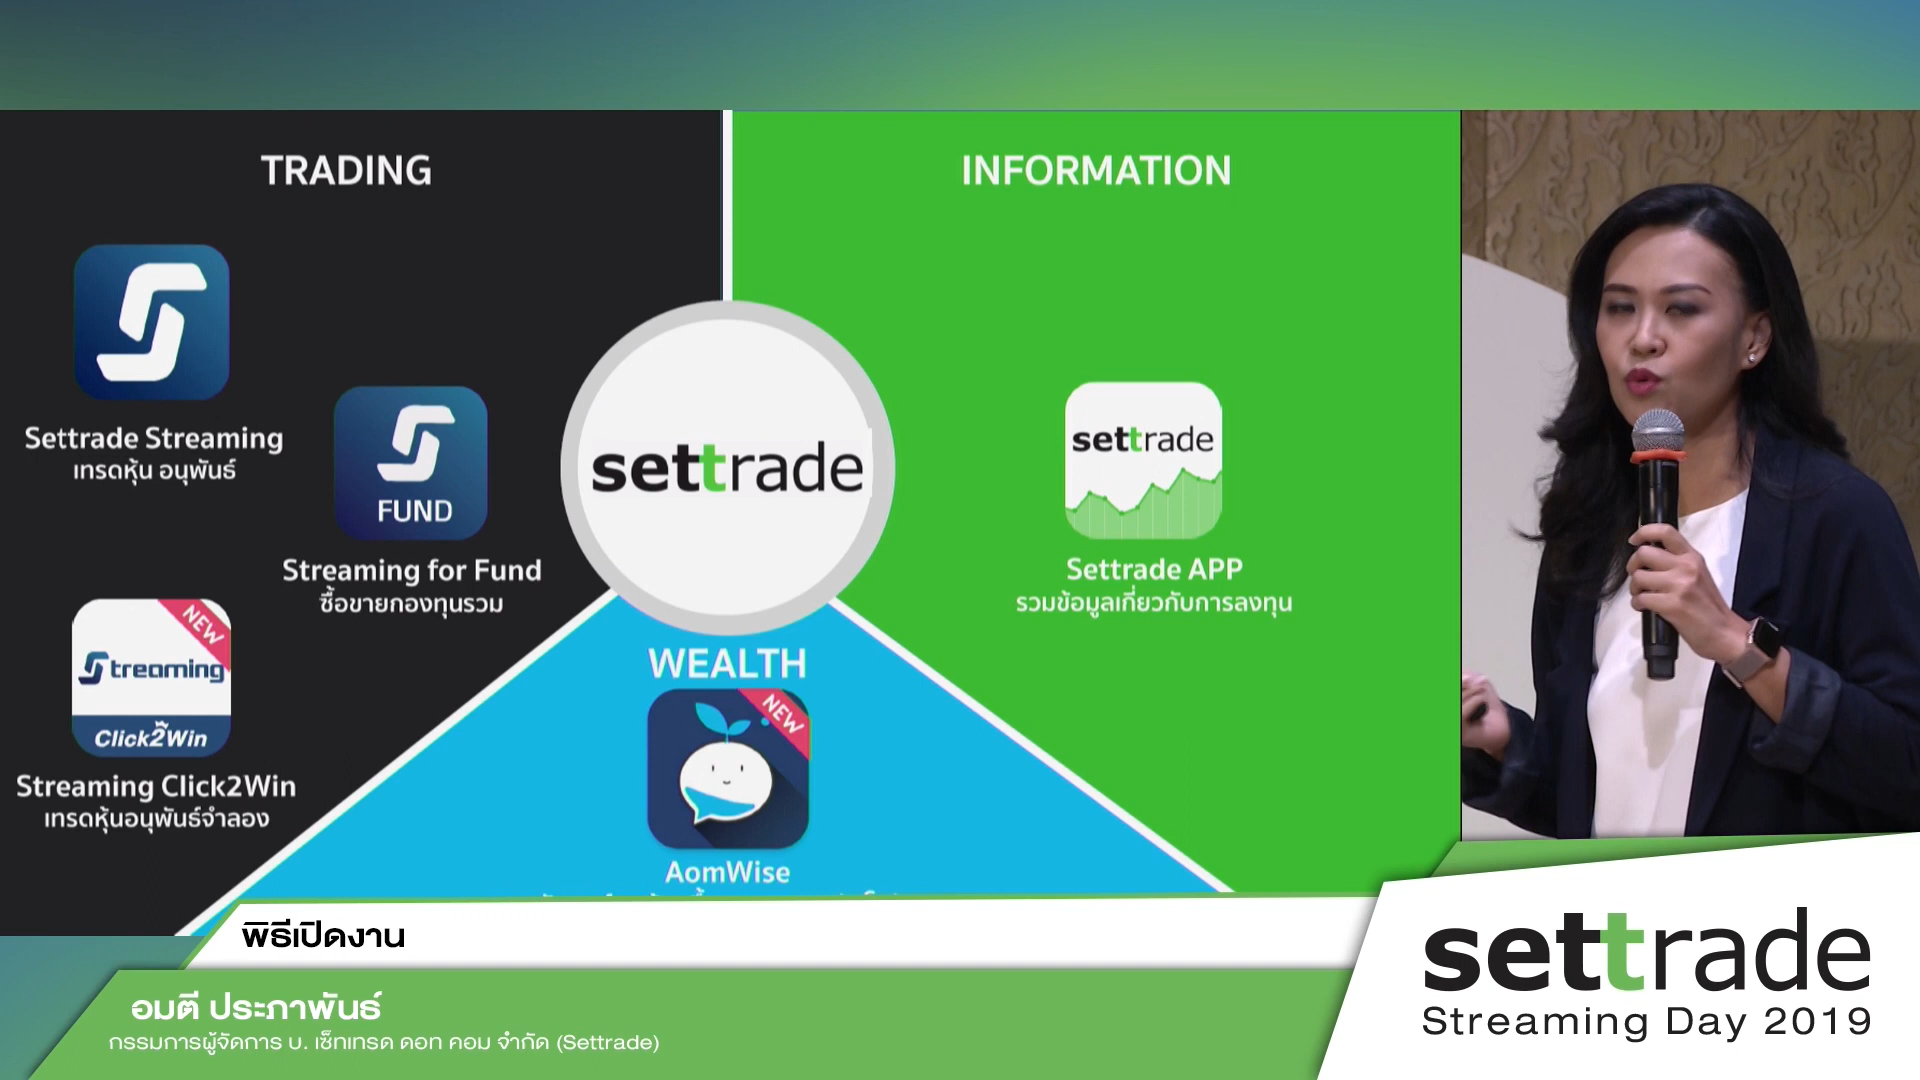 TRADING
INFORMATION
Settrade Streaming
เทรดหุ้น อนุพันธ์
FUND
Streaming for Fund
ซื้อขายกองทุนรวม
NEW
Streaming
Click2Win
Streaming Click2Win
เทรดหุ้นอนุพันธ์จำลอง
settrade
settrade
Settrade APP
รวมข้อมูลเกี่ยวกับการลงทุน
WEALTH
NEW
AomWise
พิธีเปิดงาน
อมตี ประภาพันธ์
กรรมการผู้จัดการ บ. เซ็ทเทรด ดอท คอม จำกัด (Settrade)
settrade
Streaming Day 2019